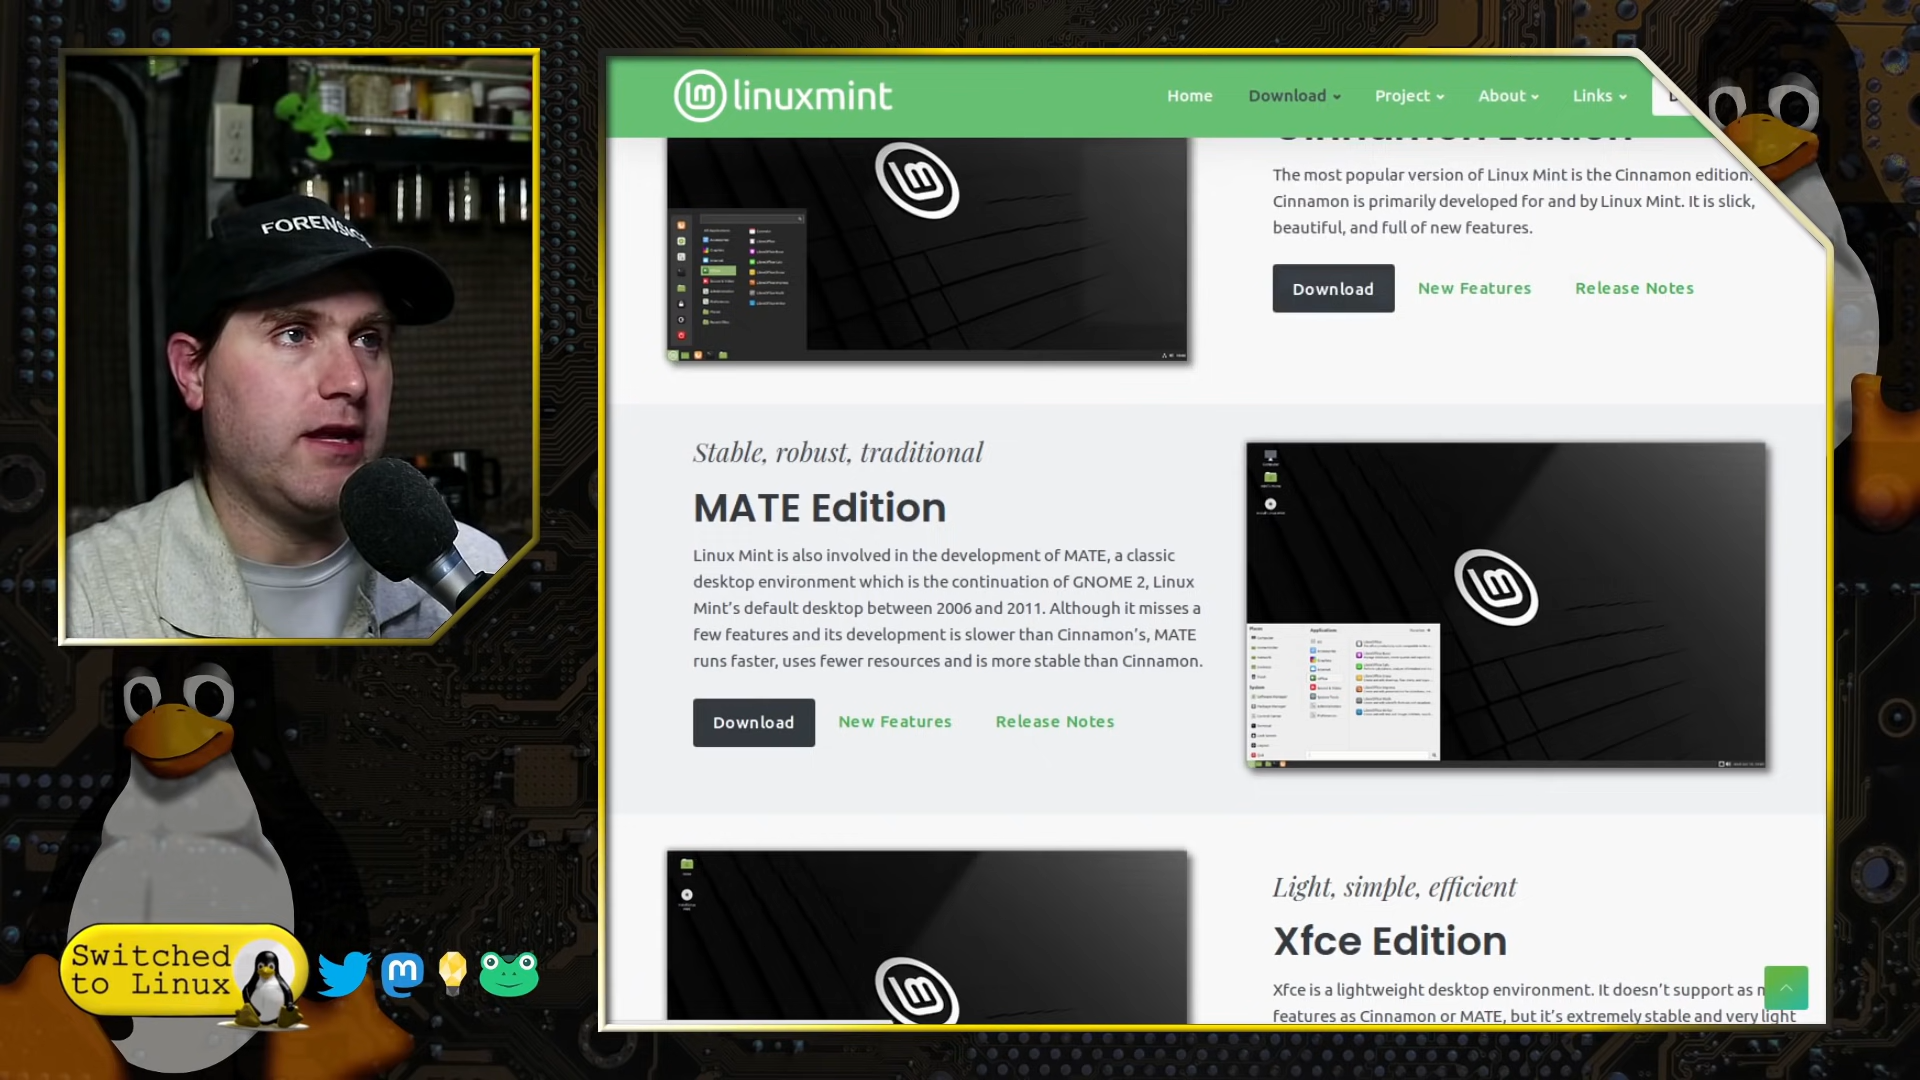 FORENSIC
linuxmint
Home
Download
Project
About
Links
Cinnamon Edition
The most popular version of Linux Mint is the Cinnamon edition.
Cinnamon is primarily developed for and by Linux Mint. It is slick,
beautiful, and full of new features.
Download
New Features
Release Notes
Stable, robust, traditional
MATE Edition
Linux Mint is also involved in the development of MATE, a classic
desktop environment which is the continuation of GNOME 2, Linux
Mint’s default desktop between 2006 and 2011. Although it misses a
few features and its development is slower than Cinnamon’s, MATE
runs faster, uses fewer resources and is more stable than Cinnamon.
Download
New Features
Release Notes
Light, simple, efficient
Xfce Edition
Xfce is a lightweight desktop environment. It doesn’t support as
features as Cinnamon or MATE, but it’s extremely stable and very light
Switched
to Linux